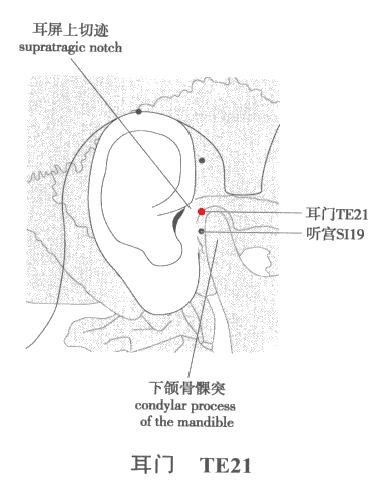 耳屏上切迹
supratragic notch
耳门TE21
听宫SI19
下颌骨髁突
condylar process
of the mandible
耳门 TE21